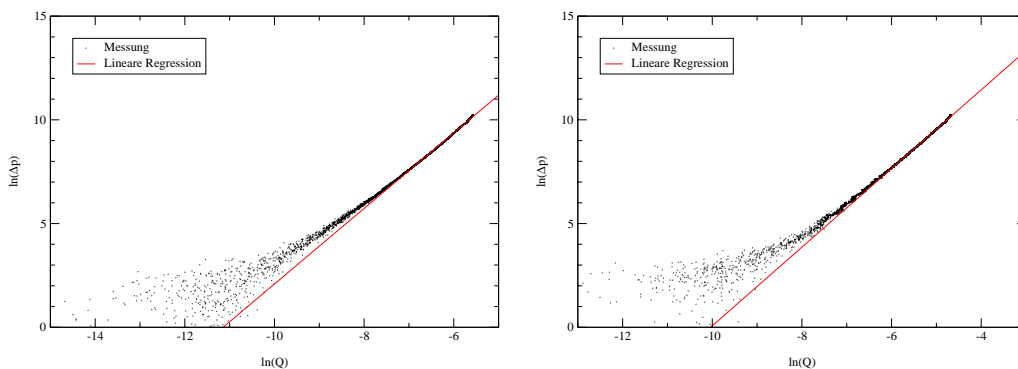 15
Messung
Lineare Regression
10
ln(Δp)
5
0
-14
-12
-10
-8
-6
ln(Q)
15
Messung
Lineare Regression
10
ln(Δp)
5
0
-12
-10
-8
-6
-4
ln(Q)